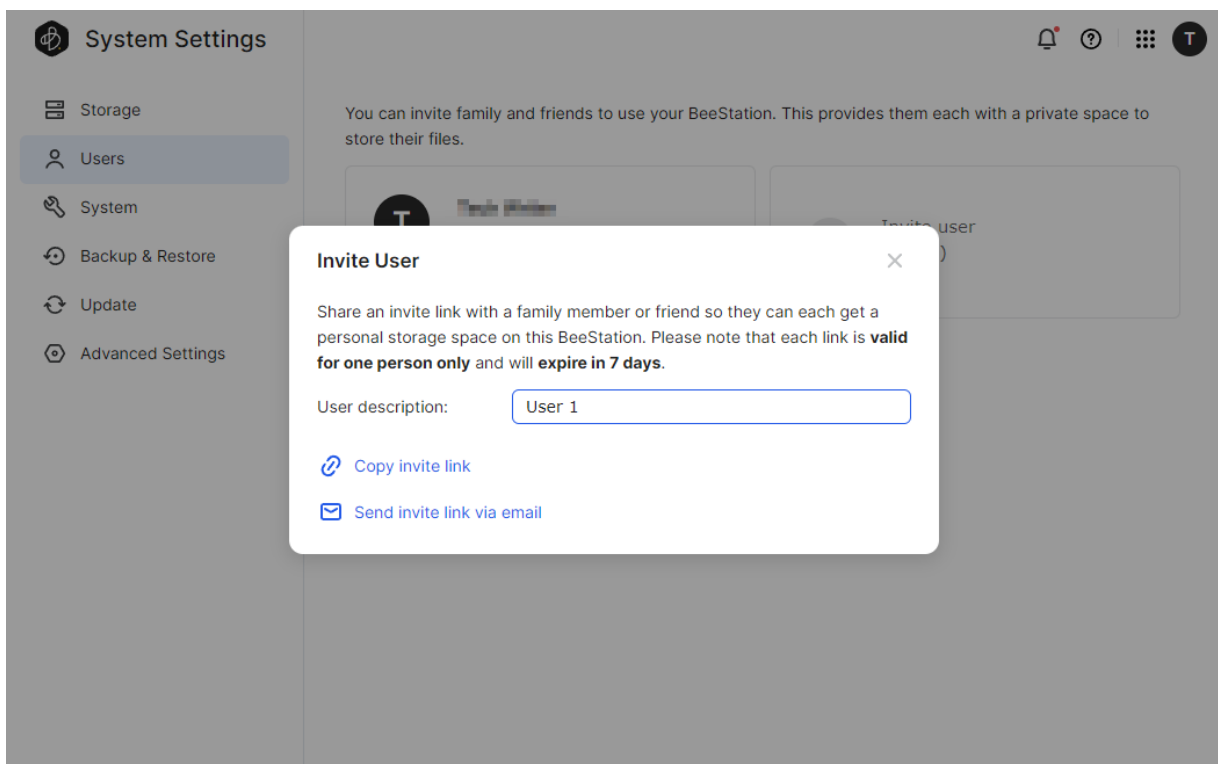 System Settings
T
Storage
Users
System
Backup & Restore
Update
Advanced Settings
You can invite family and friends to use your BeeStation. This provides them each with a private space to
store their files.
T
Invite user
)
Invite User
Share an invite link with a family member or friend so they can each get a
personal storage space on this BeeStation. Please note that each link is valid
for one person only and will expire in 7 days.
User description:
User 1
Copy invite link
Send invite link via email